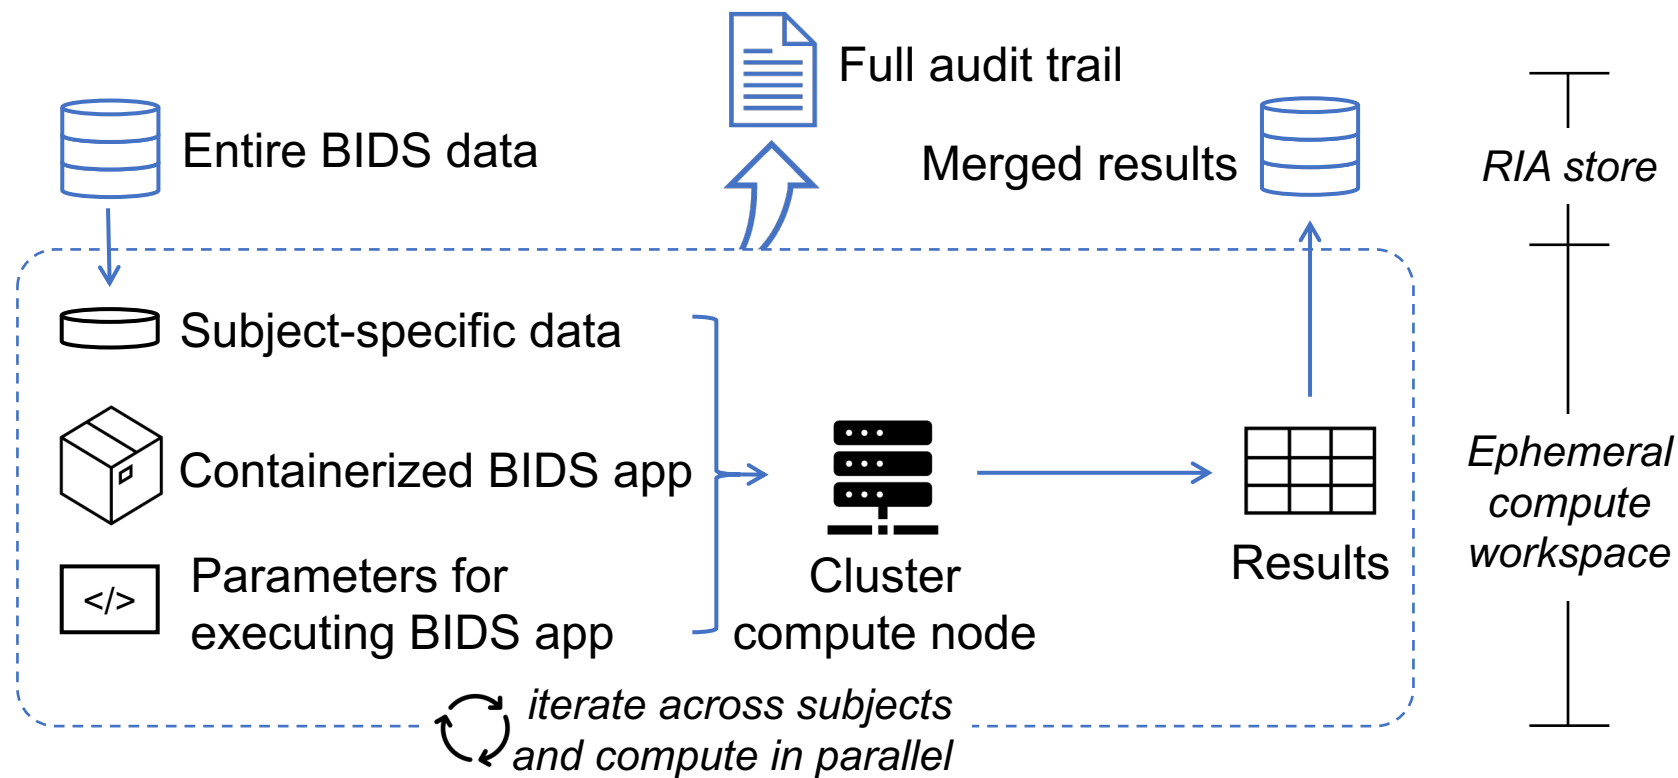 Full audit trail
Entire BIDS data
Merged results
RIA store
Subject-specific data
Containerized BIDS app
</>
Parameters for
executing BIDS app
Cluster
compute node
Results
Ephemeral
compute
workspace
iterate across subjects
and compute in parallel